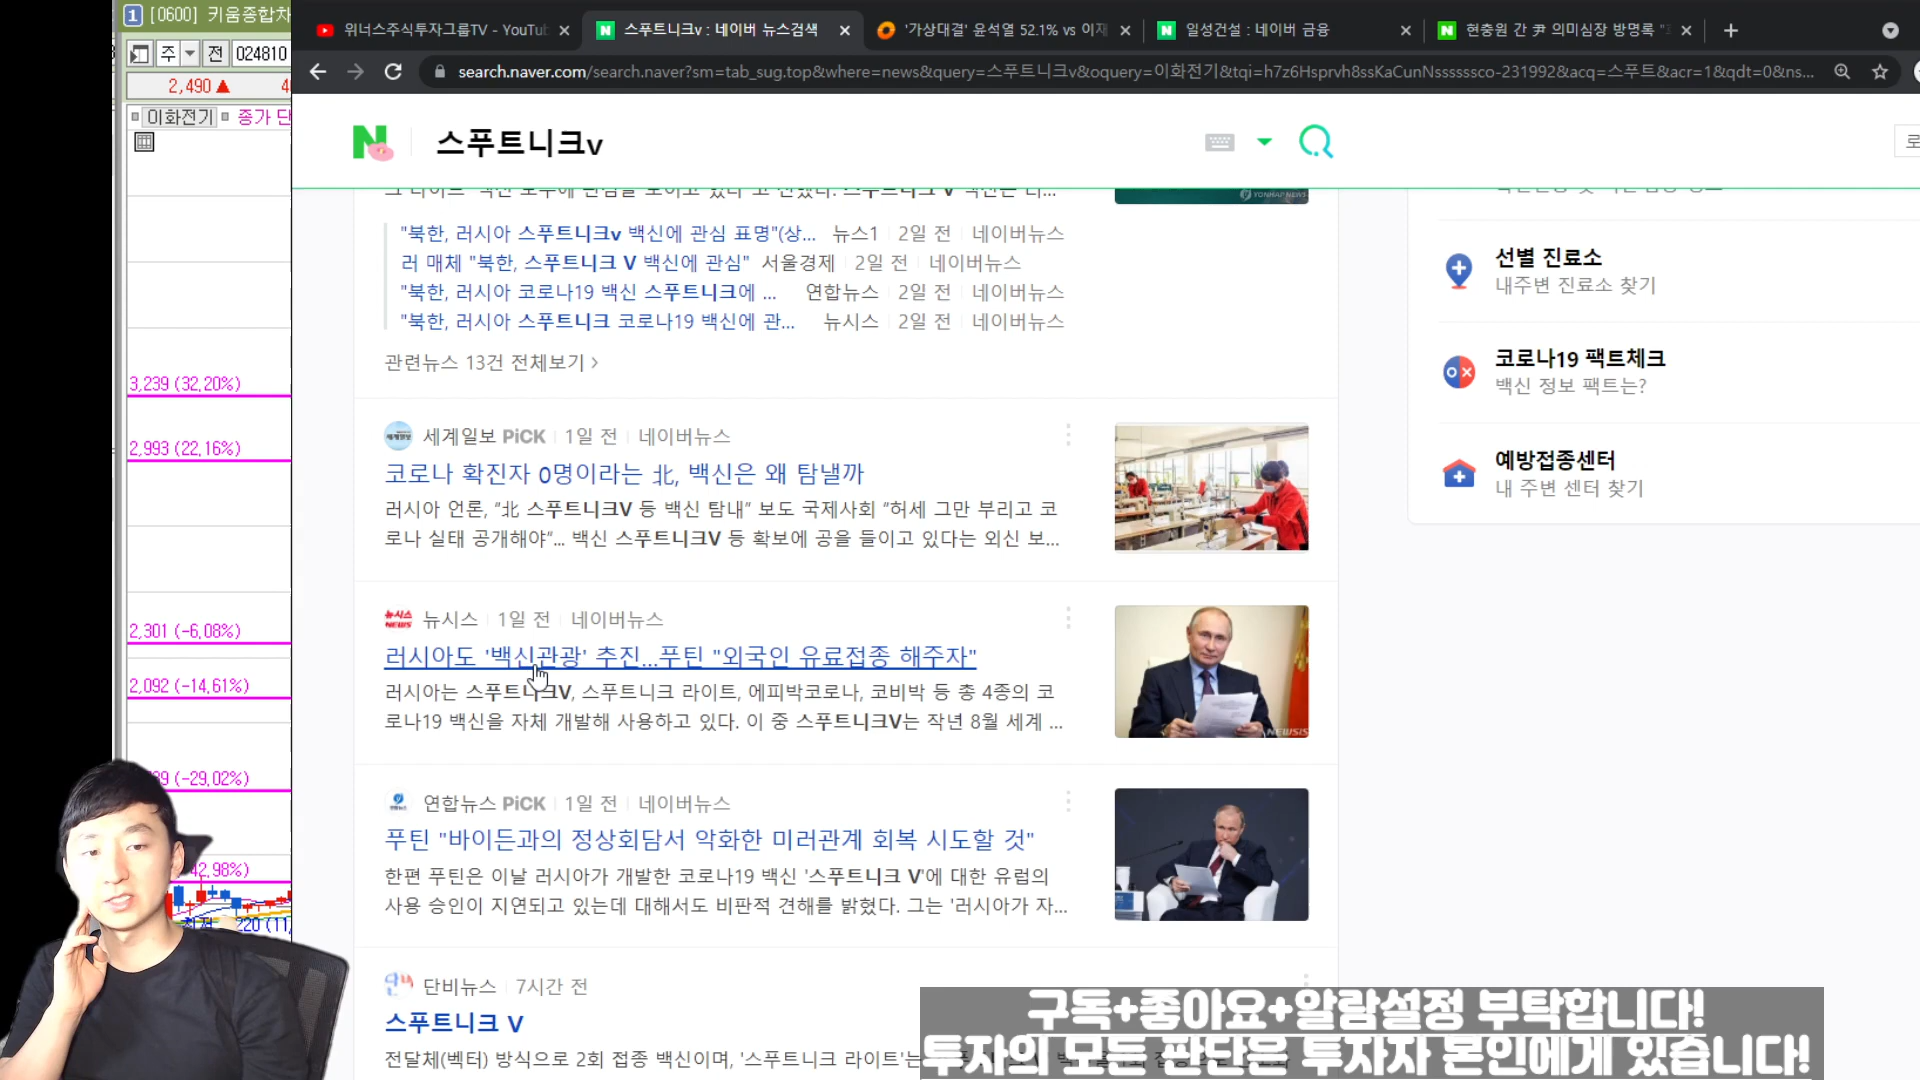 [0600] 키움종합차
위너스주식투자그룹TV - YouTu
스푸트니크v : 네이버 뉴스검색
'가상대결' 윤석열 52.1% vs 이재
일성건설 : 네이버 금융
현충원 간 尹 의미심장 방명록 "
주
전
024810
search.naver.com/search.naver?sm=tab_sug.top&where=news&query=스푸트니크v&oquery=이화전기&tqi=h7z6Hsprvh8ssKaCunNssssssco-231992&acq=스푸트&acr=1&qdt=0&ns...
2,490▲
이화전기
종가 단
스푸트니크v
로
YONHAP NEWS
"북한, 러시아 스푸트니크v 백신에 관심 표명"(상... 뉴스1 2일 전 네이버뉴스
러 매체 "북한, 스푸트니크 V 백신에 관심" 서울경제 2일 전 네이버뉴스
"북한, 러시아 코로나19 백신 스푸트니크에 ... 연합뉴스 2일 전 네이버뉴스
"북한, 러시아 스푸트니크 코로나19 백신에 관... 뉴시스 2일 전 네이버뉴스
관련뉴스 13건 전체보기 >
선별 진료소
내주변 진료소 찾기
코로나19 팩트체크
백신 정보 팩트는?
예방접종센터
내 주변 센터 찾기
3,239 (32,20%)
2,993 (22,16%)
2,301 (-6,08%)
2,092 (-14,61%)
39 (-29,02%)
42,98%)
220 (11,
세계일보 PiCK 1일 전 네이버뉴스
코로나 확진자 0명이라는 北, 백신은 왜 탐낼까
러시아 언론, "北 스푸트니크V 등 백신 탐내" 보도 국제사회 "허세 그만 부리고 코
로나 실태 공개해야"... 백신 스푸트니크V 등 확보에 공을 들이고 있다는 외신 보...
뉴시스 1일 전 네이버뉴스
러시아도 '백신관광' 추진...푸틴 "외국인 유료접종 해주자"
러시아는 스푸트니크V, 스푸트니크 라이트, 에피박코로나, 코비박 등 총 4종의 코
로나19 백신을 자체 개발해 사용하고 있다. 이 중 스푸트니크V는 작년 8월 세계 ...
NEWSIS
연합뉴스 PiCK 1일 전 네이버뉴스
푸틴 "바이든과의 정상회담서 악화한 미러관계 회복 시도할 것"
한편 푸틴은 이날 러시아가 개발한 코로나19 백신 '스푸트니크 V'에 대한 유럽의
사용 승인이 지연되고 있는데 대해서도 비판적 견해를 밝혔다. 그는 '러시아가 자...
단비뉴스 7시간 전
스푸트니크 V
전달체(벡터) 방식으로 2회 접종 백신이며, '스푸트니크 라이트'는
구독+좋아요+알람설정 부탁합니다!
투자의 모든 판단은 투자자 본인에게 있습니다!